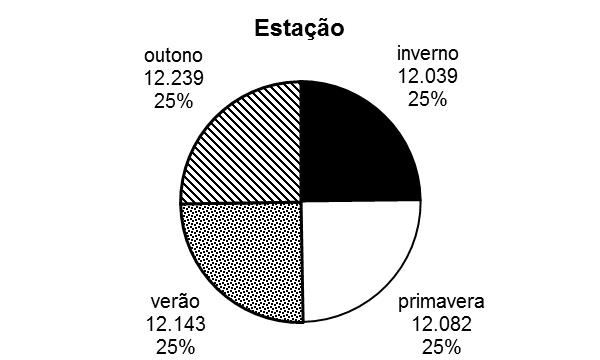 Estação
outono
12.239
25%
inverno
12.039
25%
verão
12.143
25%
primavera
12.082
25%